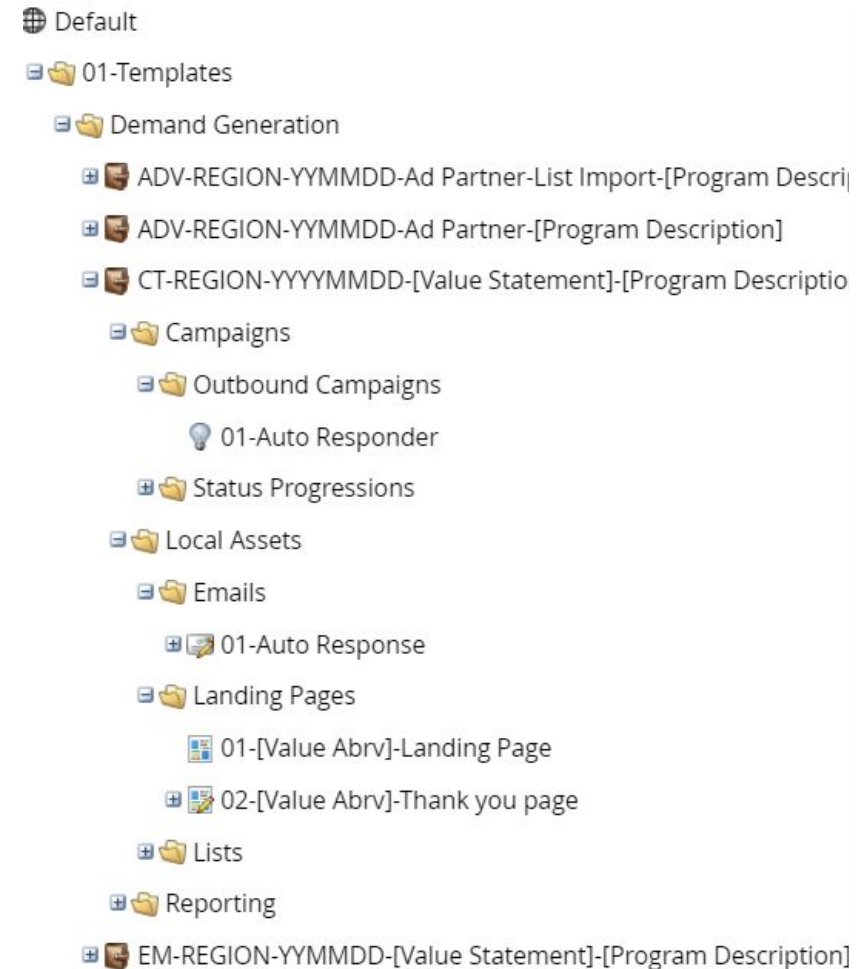 Default
01-Templates
Demand Generation
ADV-REGION-YYMMDD-Ad Partner-List Import-[Program
ADV-REGION-YYMMDD-Ad Partner-[Program Description]
CT-REGION-YYYYMMDD-[Value Statement]-[Program
Campaigns
Outbound Campaigns
01-Auto Responder
Status Progressions
Local Assets
Emails
01-Auto Response
Landing Pages
01-[Value Abrv]-Landing Page
02-[Value Abrv]-Thank you page
Lists
Reporting
EM-REGION-YYMMDD-[Value Statement]-[Program Description]